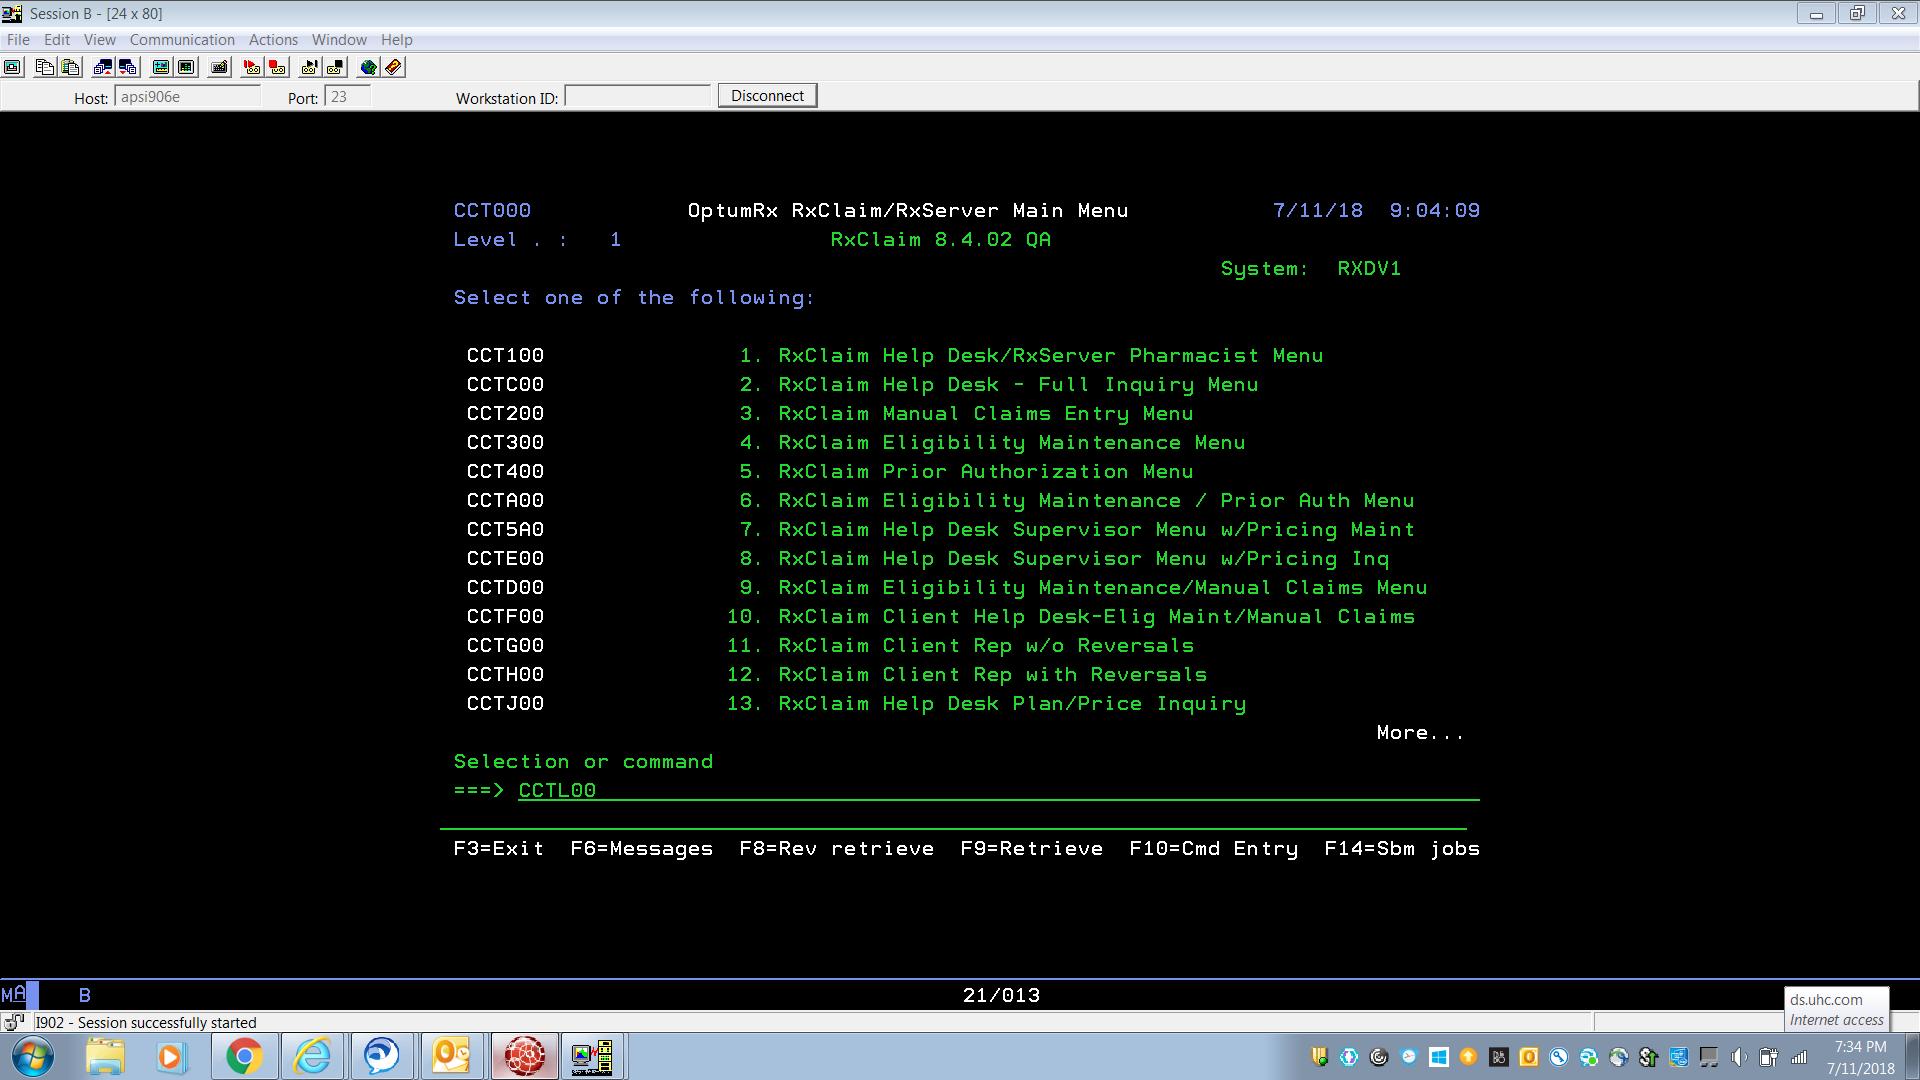 Session B - [24 x 80]
File Edit View Communication Actions Window Help
Host: apsi906e Port: 23 Workstation ID: Disconnect
CCT000 OptumRx RxClaim/RxServer Main Menu 7/11/18 9:04:09
Level . : 1 RxClaim 8.4.02 QA
System: RXDV1
Select one of the following:
CCT100 1. RxClaim Help Desk/RxServer Pharmacist Menu
CCTC00 2. RxClaim Help Desk - Full Inquiry Menu
CCT200 3. RxClaim Manual Claims Entry Menu
CCT300 4. RxClaim Eligibility Maintenance Menu
CCT400 5. RxClaim Prior Authorization Menu
CCTA00 6. RxClaim Eligibility Maintenance / Prior Auth Menu
CCT5A0 7. RxClaim Help Desk Supervisor Menu w/Pricing Maint
CCTE00 8. RxClaim Help Desk Supervisor Menu w/Pricing Inq
CCTD00 9. RxClaim Eligibility Maintenance/Manual Claims Menu
CCTF00 10. RxClaim Client Help Desk-Elig Maint/Manual Claims
CCTG00 11. RxClaim Client Rep w/o Reversals
CCTH00 12. RxClaim Client Rep with Reversals
CCTJ00 13. RxClaim Help Desk Plan/Price Inquiry
More...
Selection or command
===> CCTL00
F3=Exit F6=Messages F8=Rev retrieve F9=Retrieve F10=Cmd Entry F14=Sbm jobs
MA B 21/013
ds.uhc.com
Internet access
I902 - Session successfully started
7:34 PM
7/11/2018